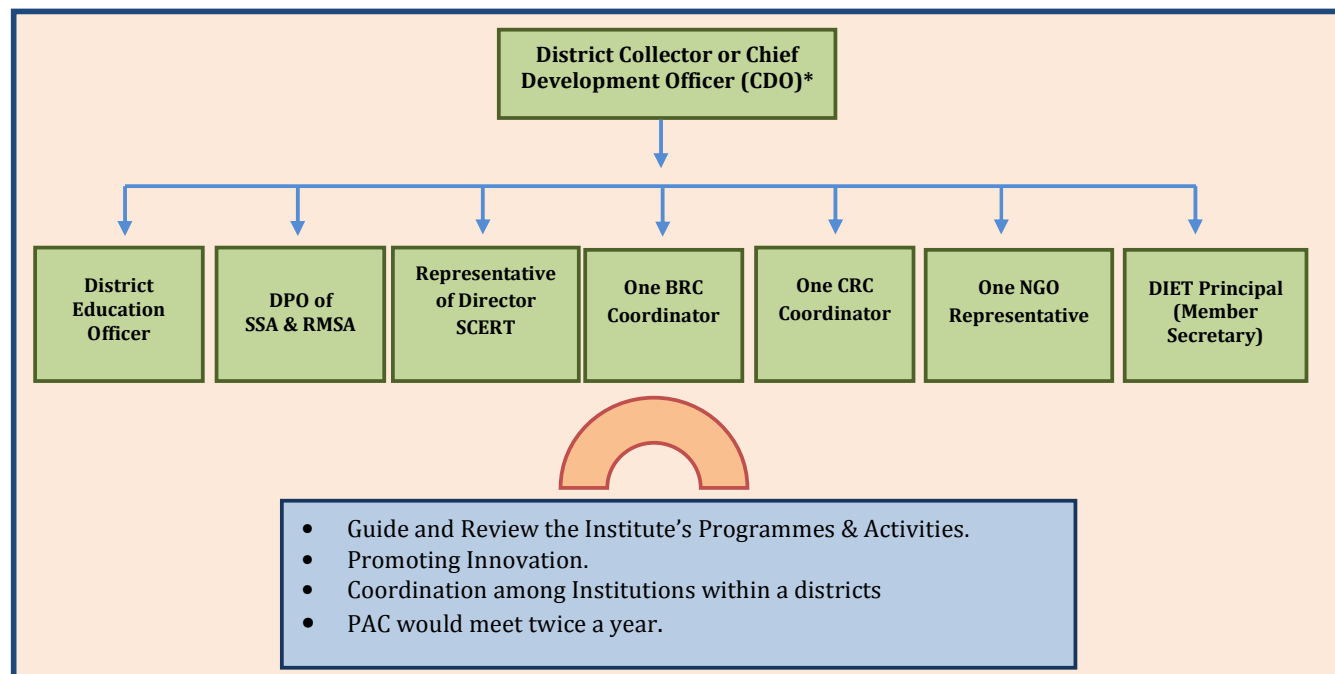 District Collector or Chief
Development Officer (CDO)*
District
Education
Officer
DPO of
SSA & RMSA
Representative
of Director
SCERT
One BRC
Coordinator
One CRC
Coordinator
One NGO
Representative
DIET Principal
(Member
Secretary)
• Guide and Review the Institute’s Programmes & Activities.
• Promoting Innovation.
• Coordination among Institutions within a districts
• PAC would meet twice a year.